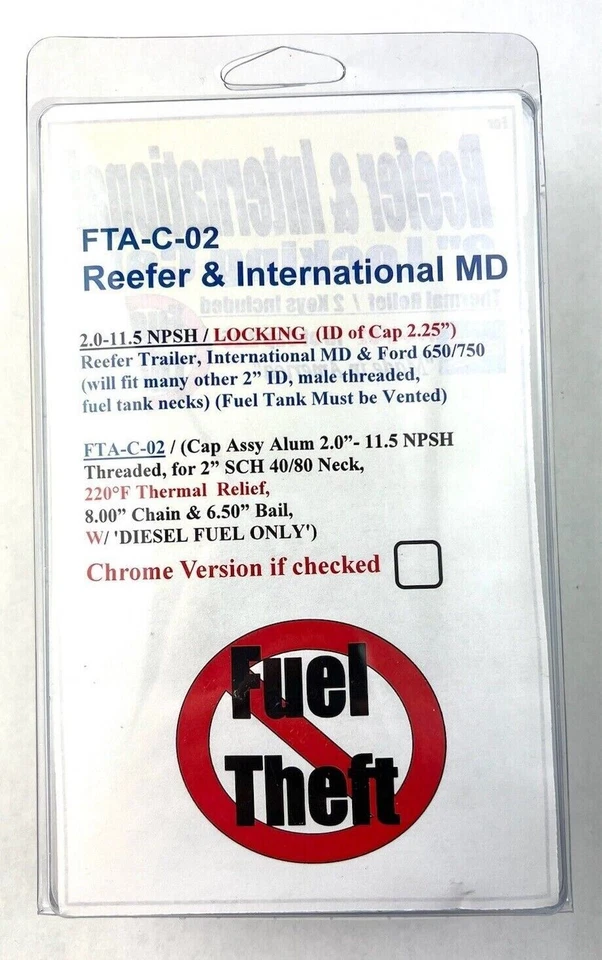 FTA-C-02
Reefer & International MD
2.0-11.5 NPSH / LOCKING (ID of Cap 2.25”)
Reefer Trailer, International MD & Ford 650/750
(will fit many other 2” ID, male threaded,
fuel tank necks) (Fuel Tank Must be Vented)
FTA-C-02 / (Cap Assy Alum 2.0”- 11.5 NPSH
Threaded, for 2” SCH 40/80 Neck,
220°F Thermal Relief,
8.00” Chain & 6.50” Bail,
W/ 'DIESEL FUEL ONLY')
Chrome Version if checked
Fuel
Theft